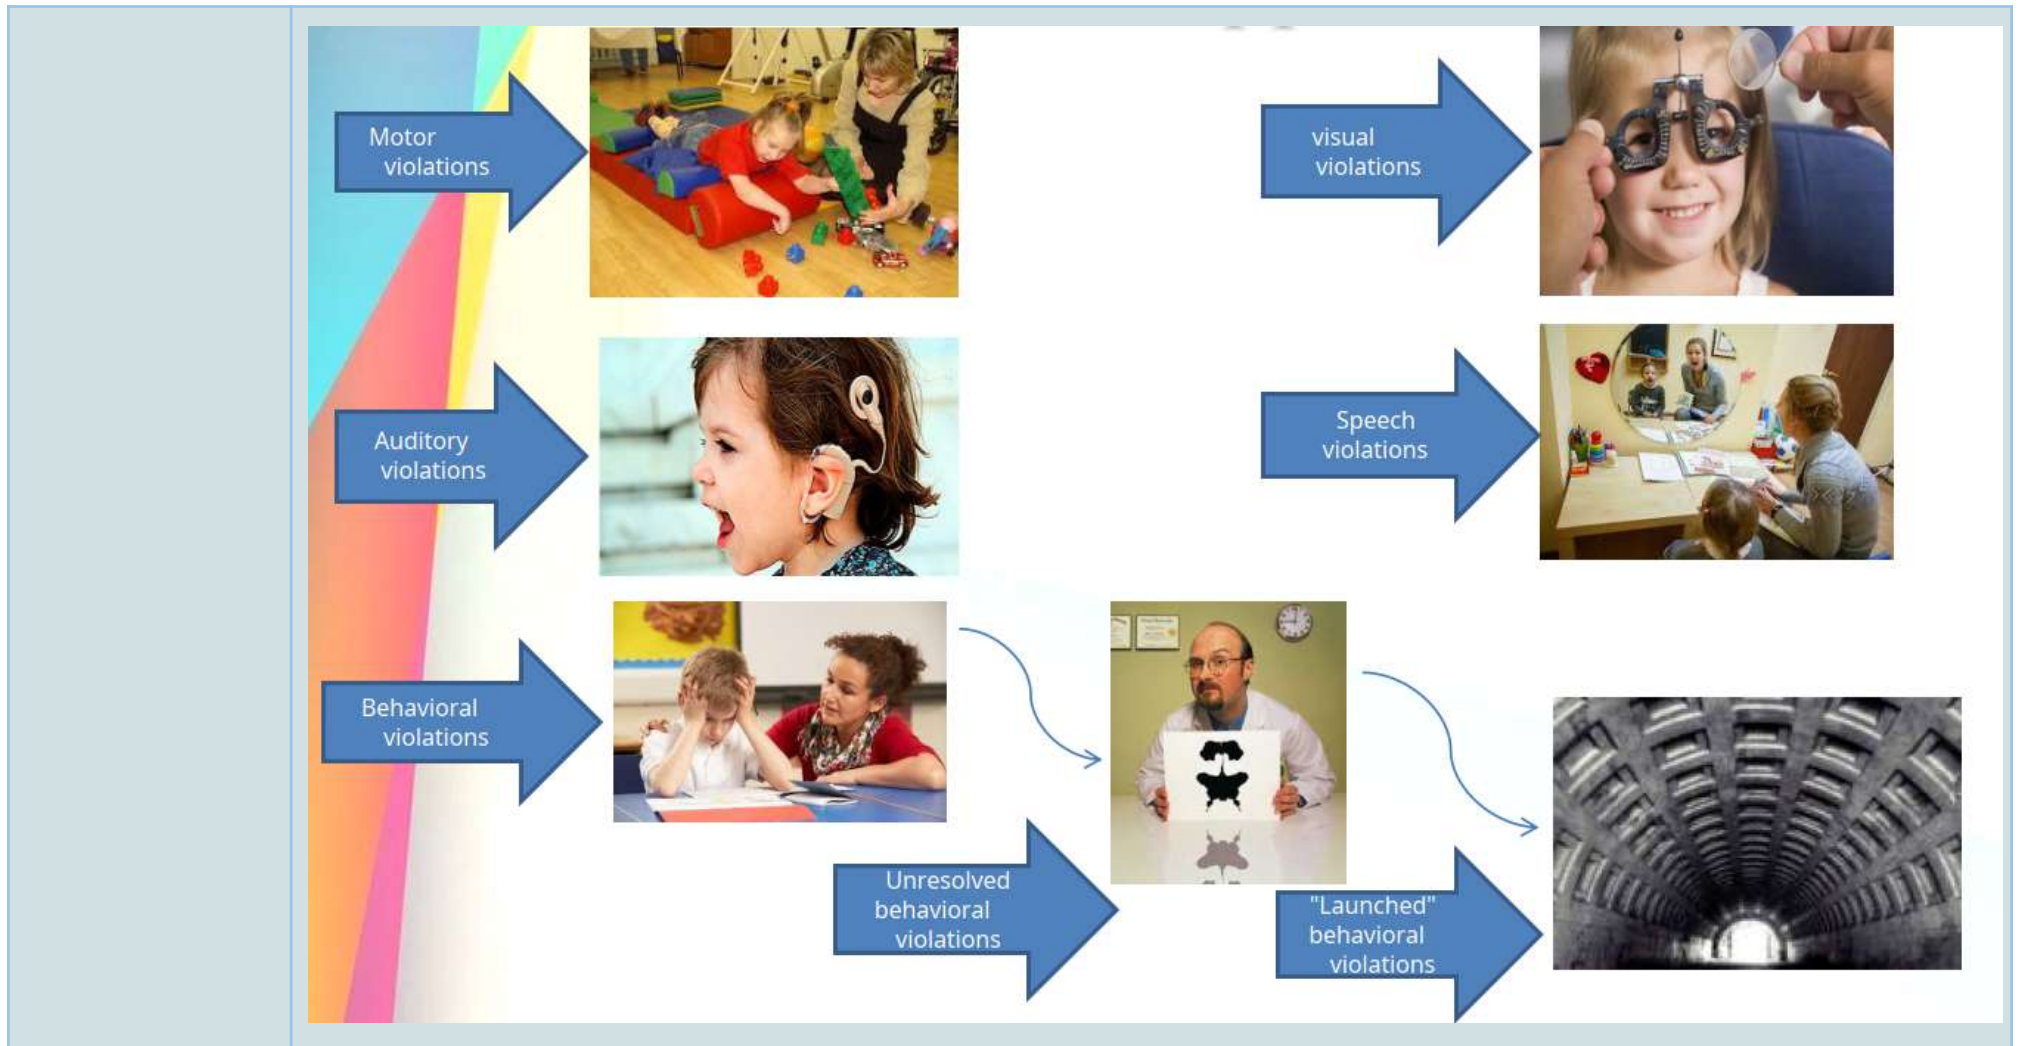 Motor
violations
visual
violations
Auditory
violations
Speech
violations
Behavioral
violations
Unresolved
behavioral
violations
"Launched"
behavioral
violations